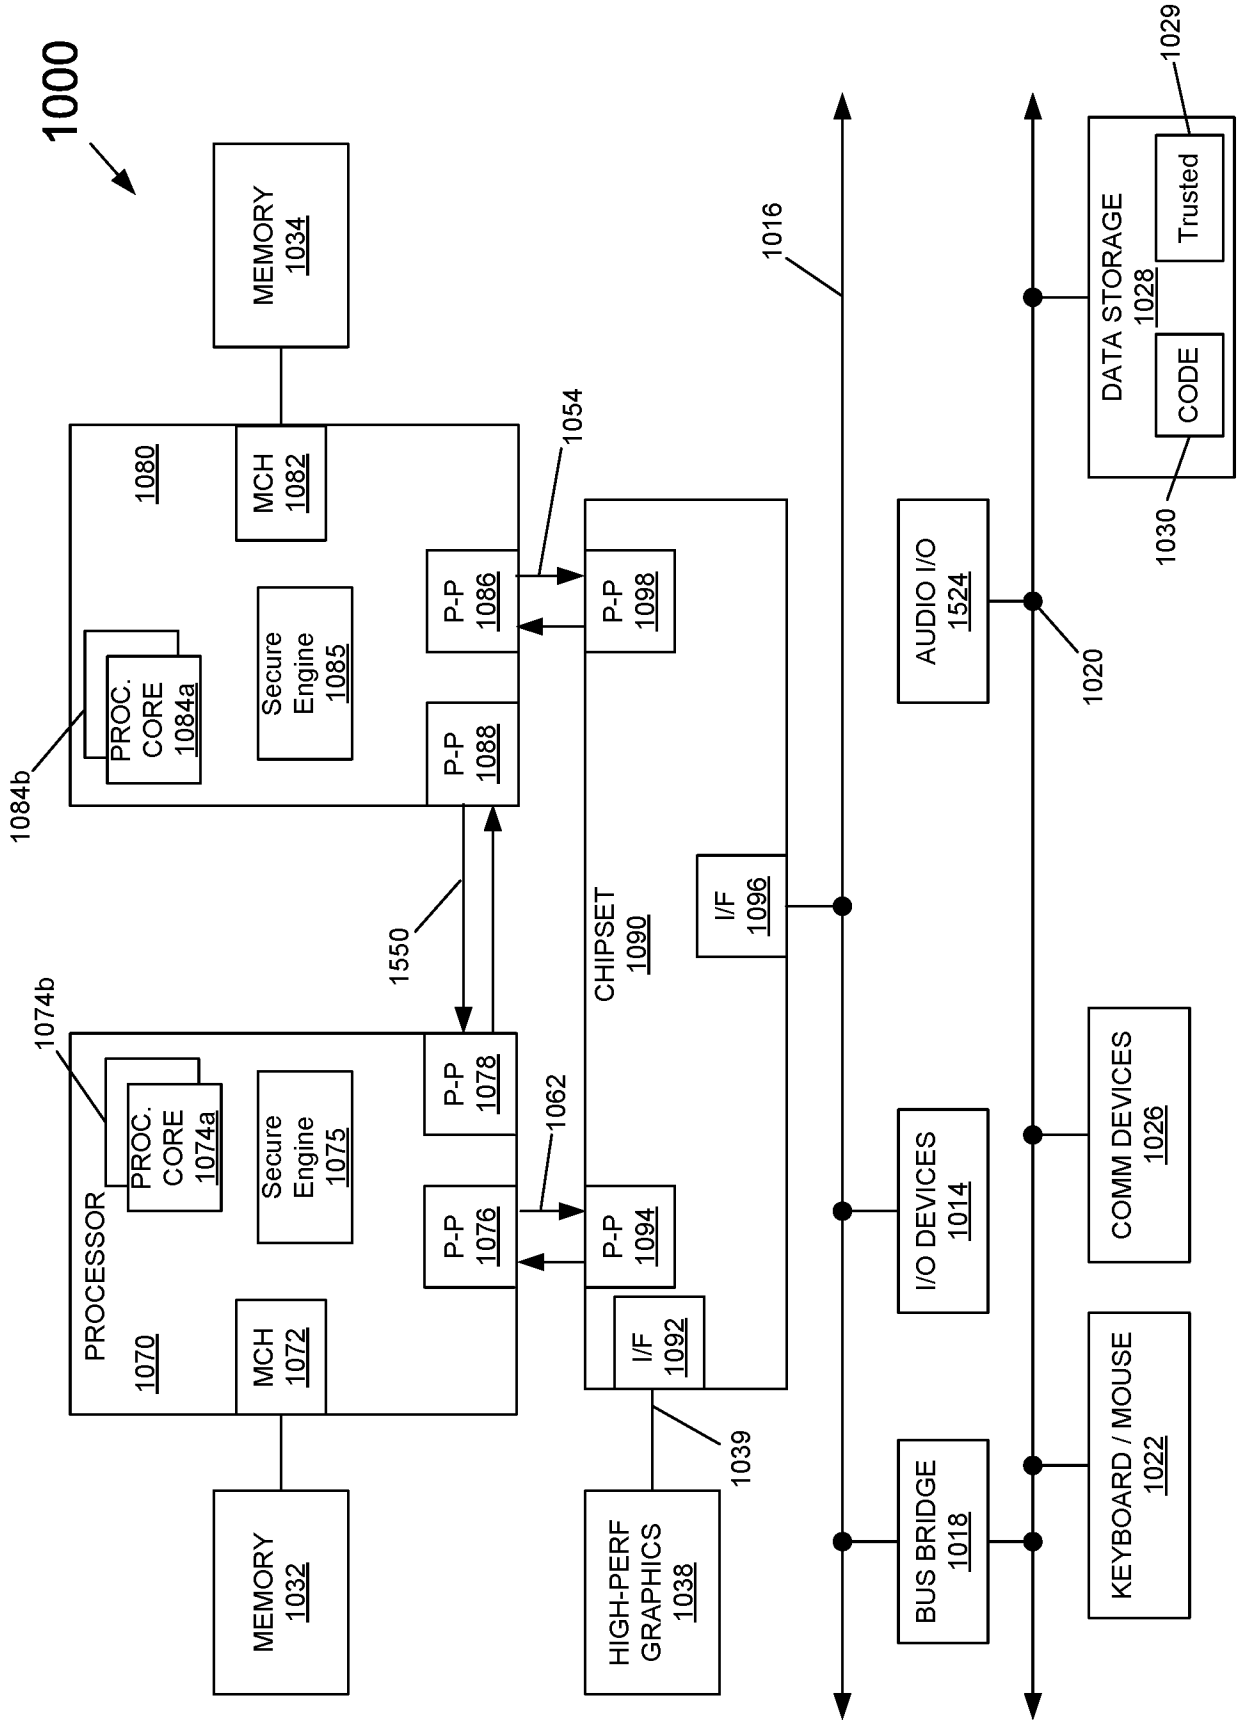 1000
PROCESSOR
1070
1074b
PROC.
CORE
1074a
Secure
Engine
1075
MCH
1072
P-P
1076
P-P
1078
MEMORY
1032
1550
1084b
PROC.
CORE
1084a
1080
Secure
Engine
1085
MCH
1082
P-P
1088
P-P
1086
MEMORY
1034
1062
1054
HIGH-PERF
GRAPHICS
1038
1039
I/F
1092
P-P
1094
CHIPSET
1090
P-P
1098
I/F
1096
1016
BUS BRIDGE
1018
I/O DEVICES
1014
AUDIO I/O
1524
1020
KEYBOARD / MOUSE
1022
COMM DEVICES
1026
DATA STORAGE
1028
CODE
1030
Trusted
1029